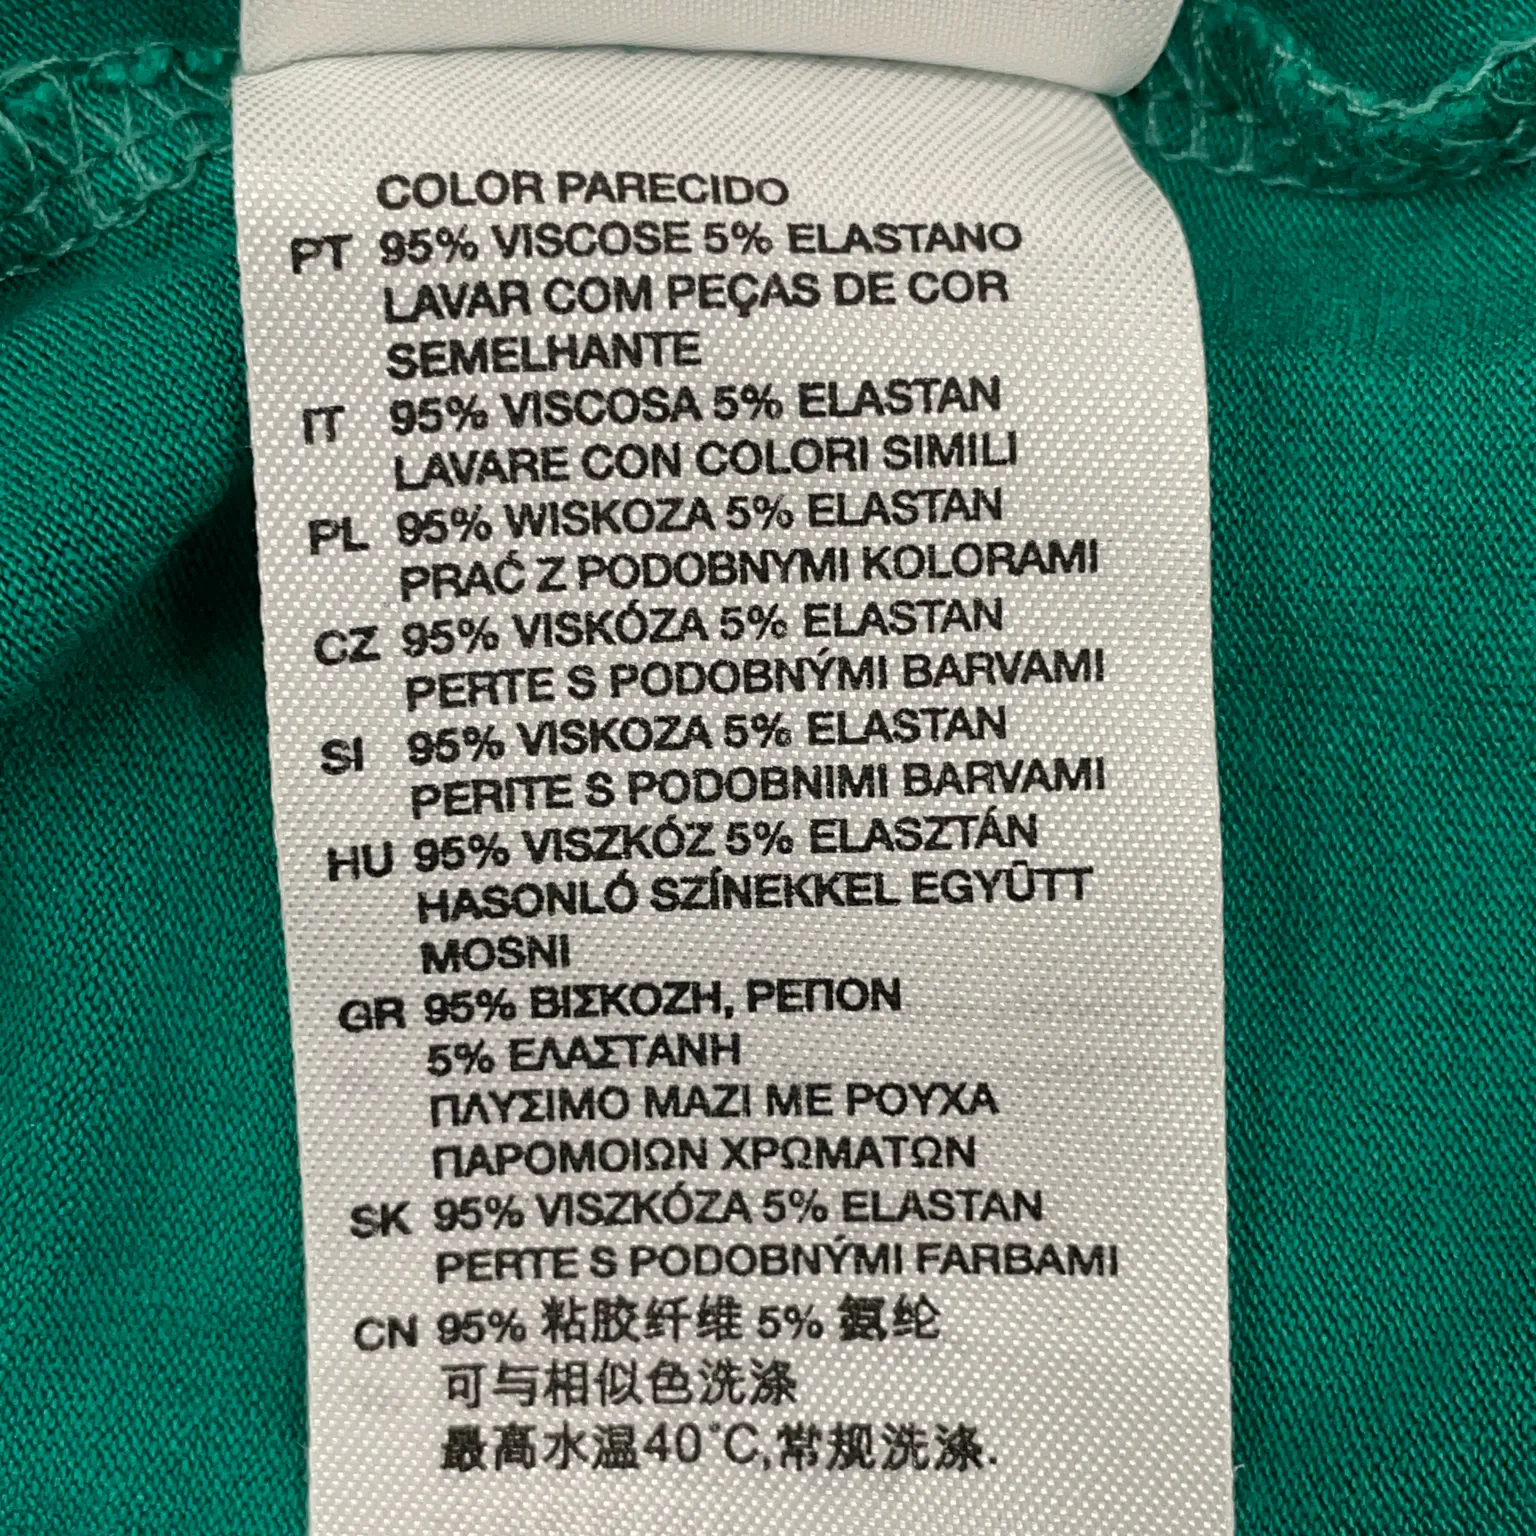 COLOR PARECIDO
PT 95% VISCOSE 5% ELASTANO
LAVAR COM PEÇAS DE COR
SEMELHANTE
IT 95% VISCOSA 5% ELASTAN
LAVARE CON COLORI SIMILI
PL 95% WISKOZA 5% ELASTAN
PRAĆ Z PODOBNYMI KOLORAMI
CZ 95% VISKÓZA 5% ELASTAN
PERTE S PODOBNÝMI BARVAMI
SI 95% VISKOZA 5% ELASTAN
PERITE S PODOBNIMI BARVAMI
HU 95% VISZKÓZ 5% ELASZTÁN
HASONLÓ SZÍNEKKEL EGYÛTT
MOSNI
GR 95% ΒΙΣΚΟΖΗ, ΡΕΠΟΝ
5% ΕΛΑΣΤΑΝΗ
ΠΛΥΣΙΜΟ ΜΑΖΙ ΜΕ ΡΟΥΧΑ
ΠΑΡΟΜΟΙΩΝ ΧΡΩΜΑΤΩΝ
SK 95% VISZKÓZA 5% ELASTAN
PERTE S PODOBNÝMI FARBAMI
CN 95% 粘胶纤维 5% 氨纶
可与相似色洗涤
最高水温40°C,常规洗涤.